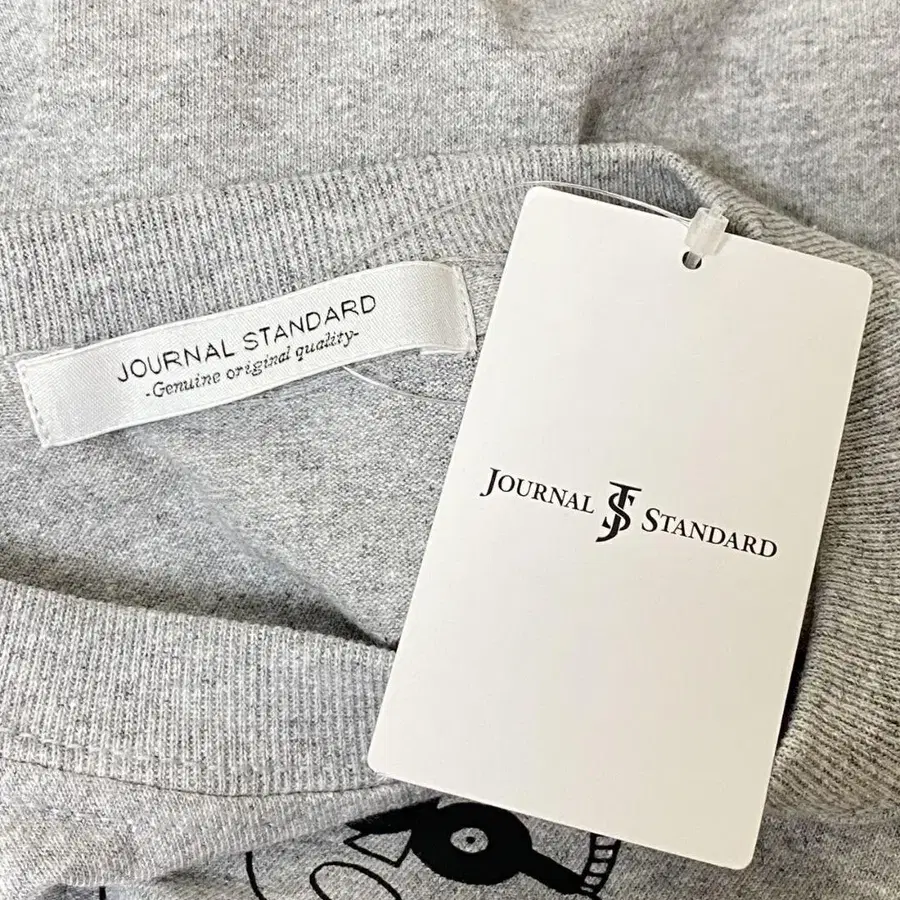 JOURNAL STANDARD
-Genuine original quality-
JOURNAL JS STANDARD